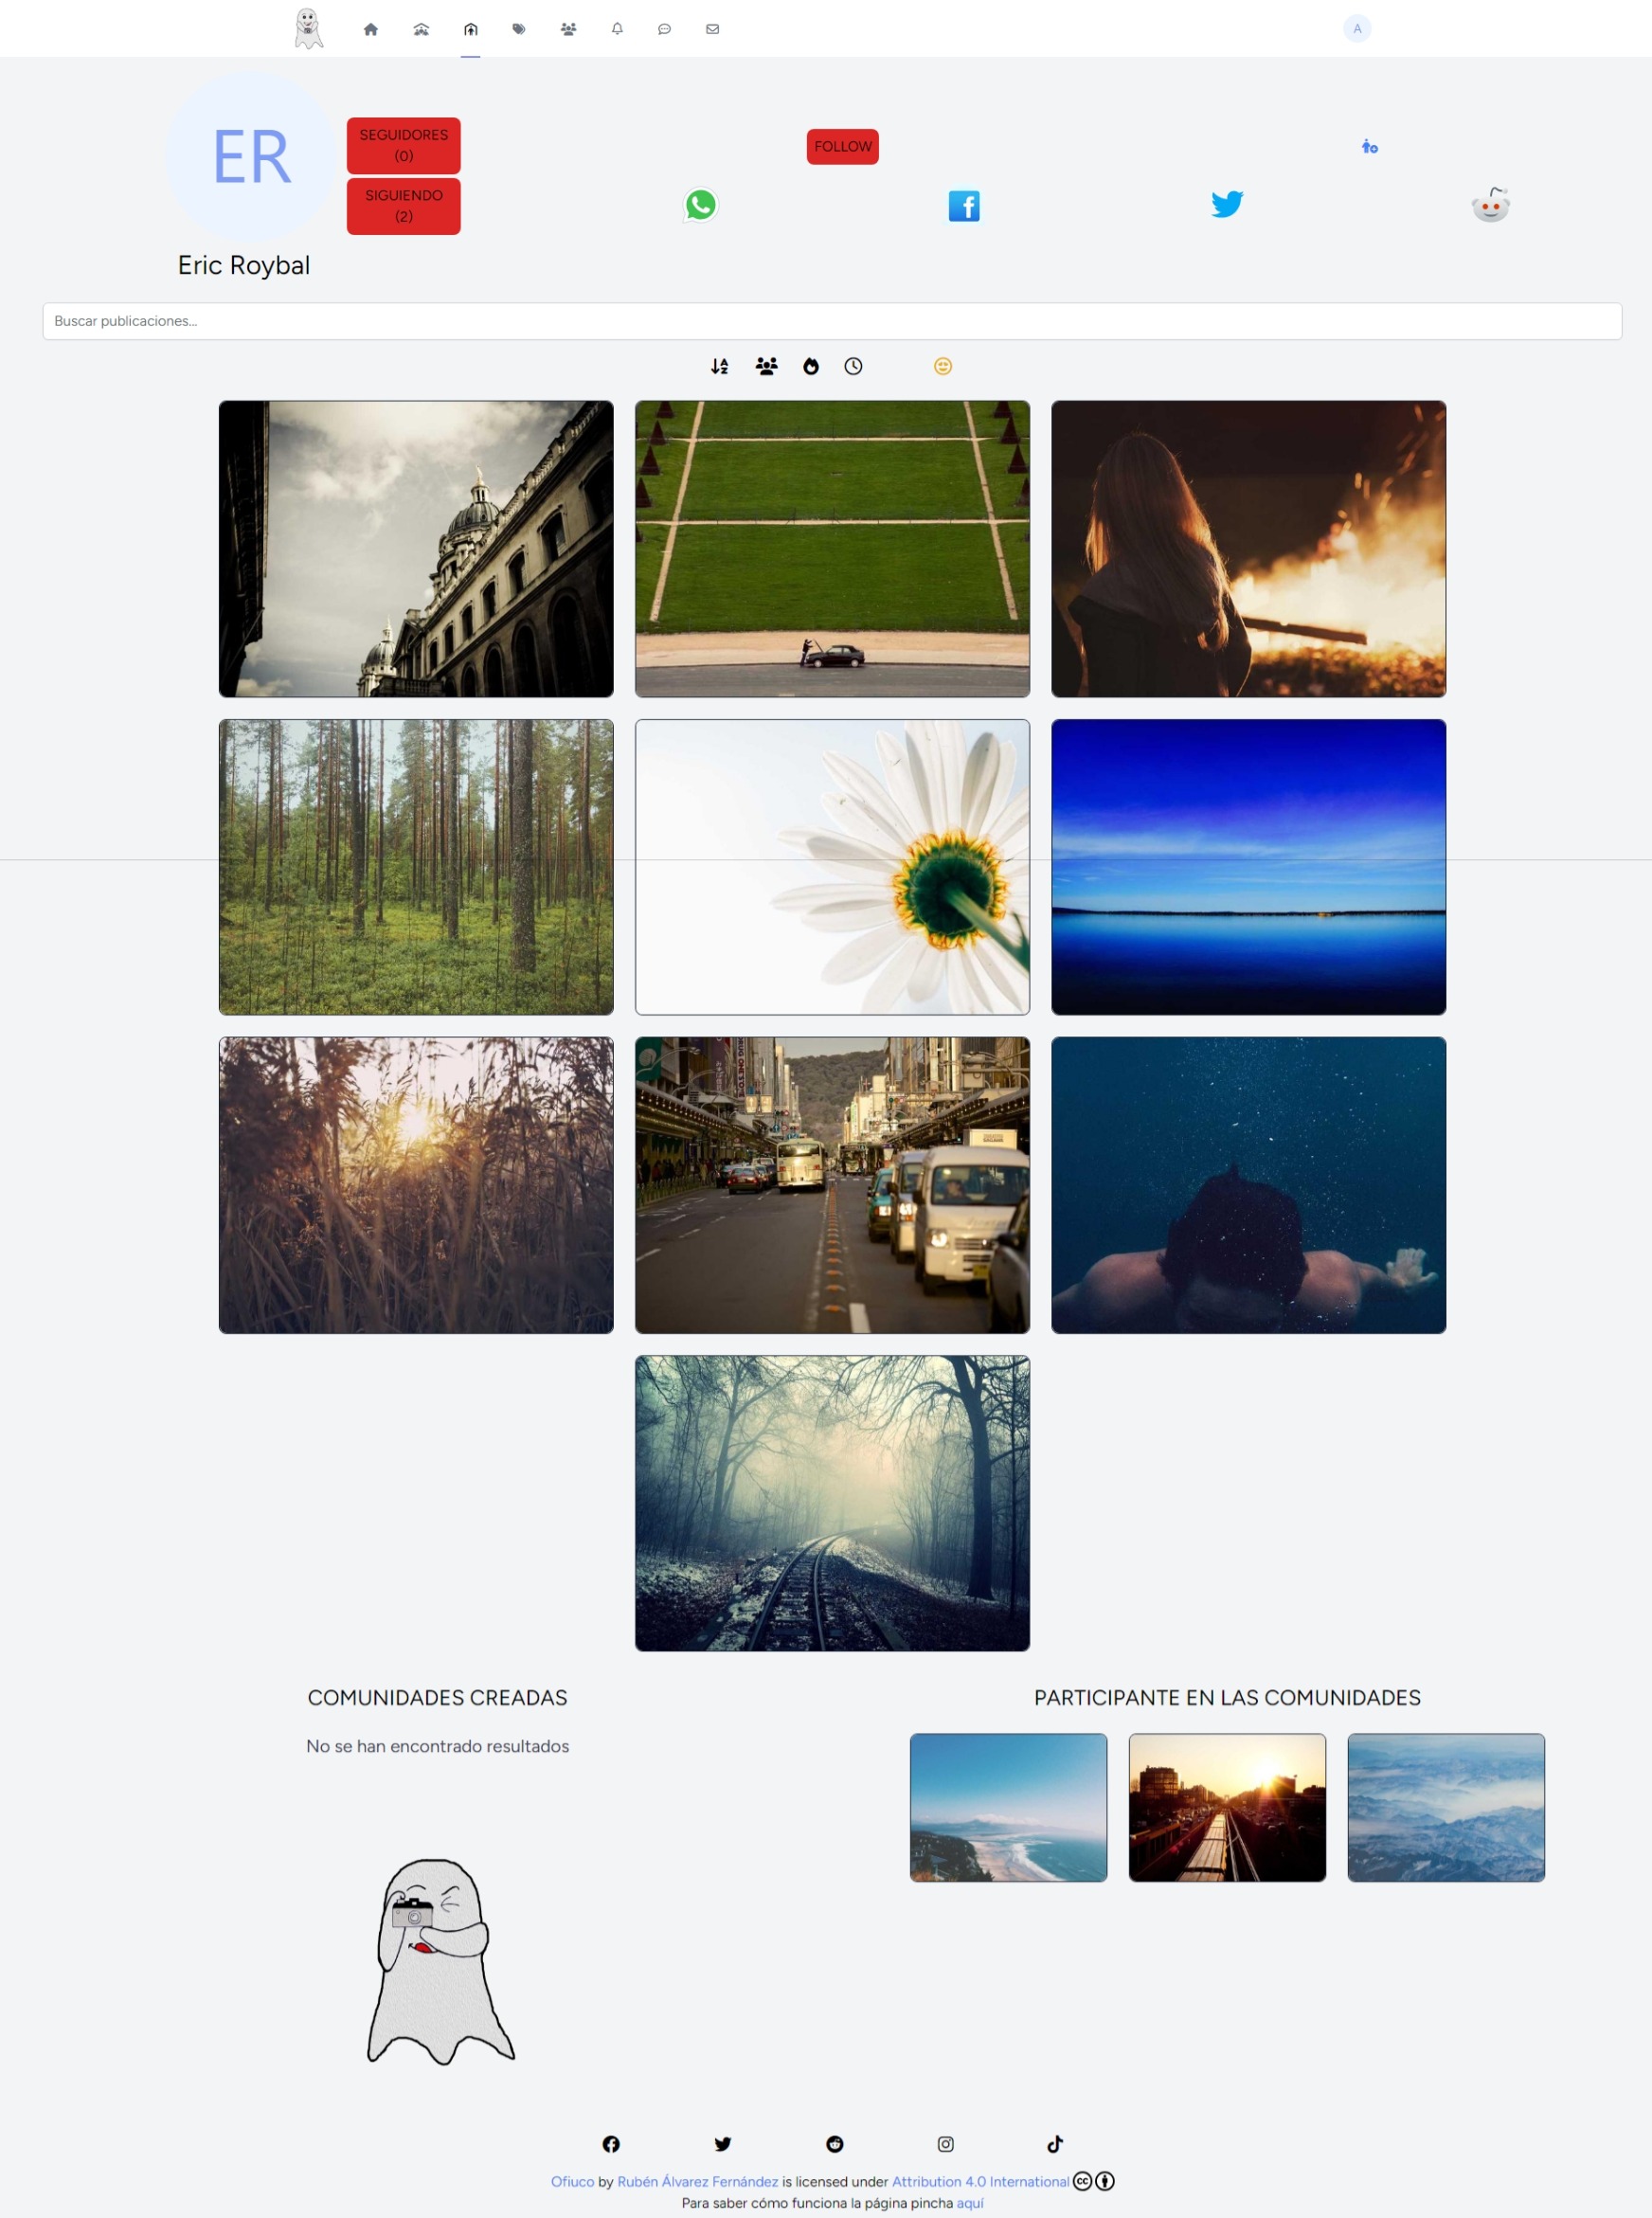 A
ER
SEGUIDORES
(0)
SIGUIENDO
(2)
FOLLOW
Eric Roybal
Buscar publicaciones...
COMUNIDADES CREADAS
No se han encontrado resultados
PARTICIPANTE EN LAS COMUNIDADES
Ofiuco by Rubén Álvarez Fernández is licensed under Attribution 4.0 International
Para saber cómo funciona la página pincha aquí